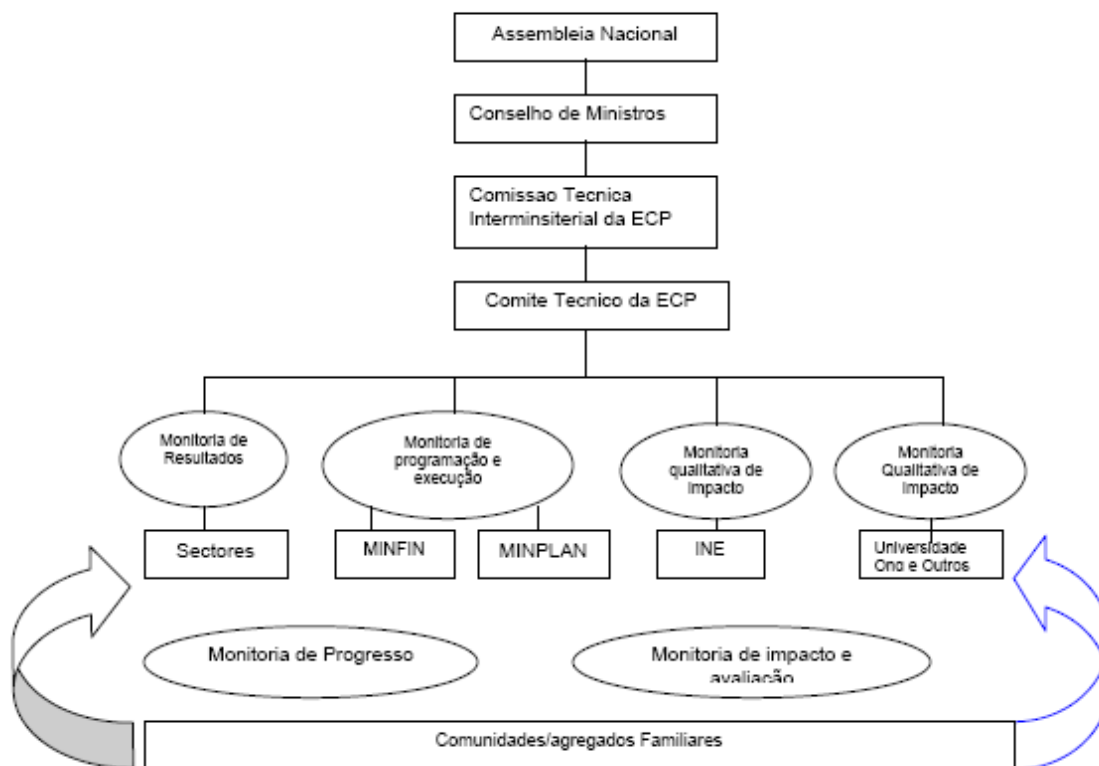 Assembleia Nacional
Conselho de Ministros
Comissao Tecnica
Interminsiterial da ECP
Comite Tecnico da ECP
Monitoria de
Resultados
Monitoria de
programação e
execução
Monitoria
qualitativa de
Impacto
Monitoria
Qualitativa de
Impacto
Sectores
MINFIN
MINPLAN
INE
Universidade
Ong e Outros
Monitoria de Progresso
Monitoria de impacto e
avaliação
Comunidades/agregados Familiares